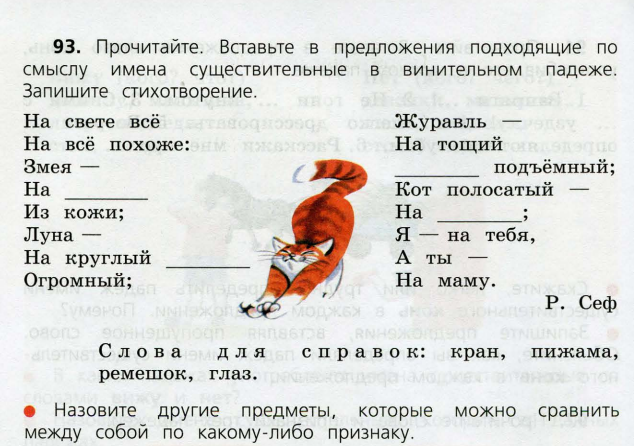 93. Прочитайте. Вставьте в предложения подходящие по
смыслу имена существительные в винительном падеже.
Запишите стихотворение.
На свете всё
На всё похоже:
Змея —
На ________
Из кожи;
Луна —
На круглый ________
Огромный;
Журавль —
На тощий
________ подъёмный;
Кот полосатый —
На ________;
Я — на тебя,
А ты —
На маму.
Р. Сеф
Слова для справок: кран, пижама,
ремешок, глаз.
● Назовите другие предметы, которые можно сравнить
между собой по какому-либо признаку.